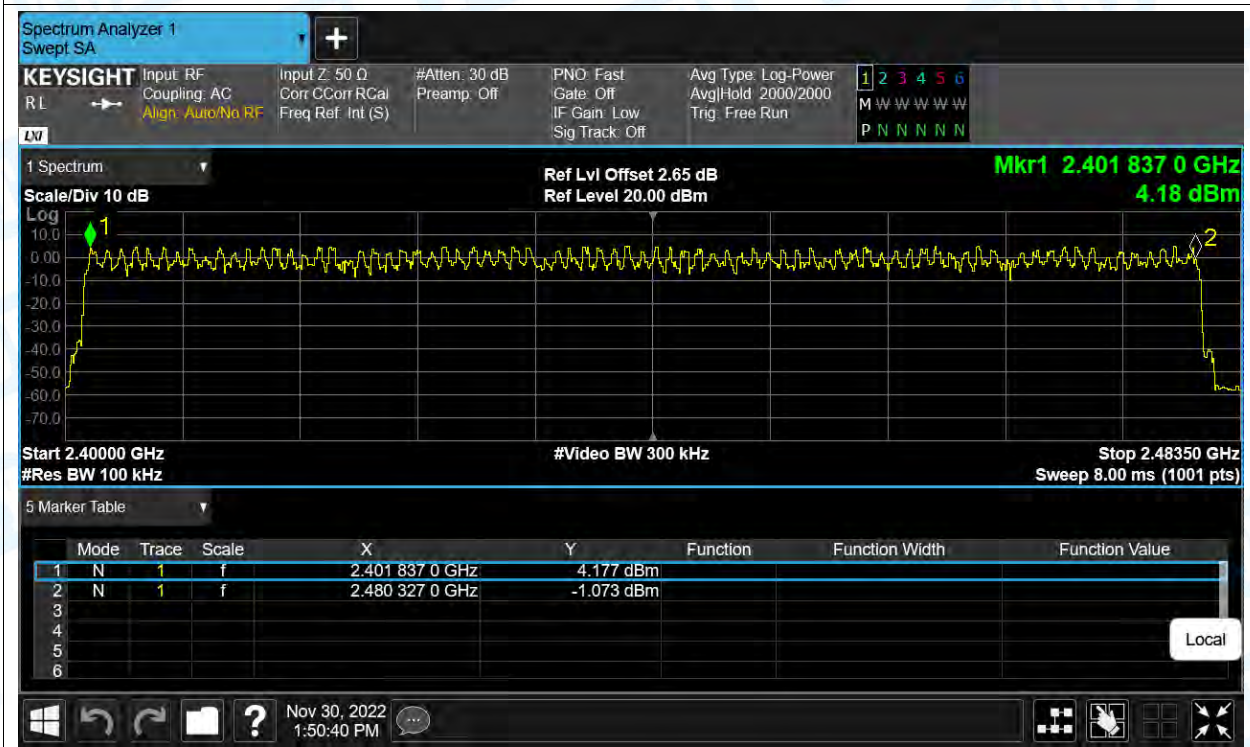 Spectrum Analyzer 1
Swept SA
+
KEYSIGHT Input: RF Input Z: 50 Ω #Atten: 30 dB PNO: Fast Avg Type: Log-Power 1 2 3 4 5 6
RL Coupling: AC Corr CCorr RCal Preamp: Off Gate: Off Avg|Hold: 2000/2000 M W W W W W
Align: Auto/No RF Freq Ref: Int (S) IF Gain: Low Trig: Free Run
LXI Sig Track: Off P N N N N N
1 Spectrum Ref Lvl Offset 2.65 dB Mkr1 2.401 837 0 GHz
Scale/Div 10 dB Ref Level 20.00 dBm 4.18 dBm
Log
1
10.0
2
0.00
-10.0
-20.0
-30.0
-40.0
-50.0
-60.0
-70.0
Start 2.40000 GHz #Video BW 300 kHz Stop 2.48350 GHz
#Res BW 100 kHz Sweep 8.00 ms (1001 pts)
5 Marker Table
Mode Trace Scale X Y Function Function Width Function Value
1 N 1 f 2.401 837 0 GHz 4.177 dBm
2 N 1 f 2.480 327 0 GHz -1.073 dBm
3
4
5
6
Local
? Nov 30, 2022
1:50:40 PM